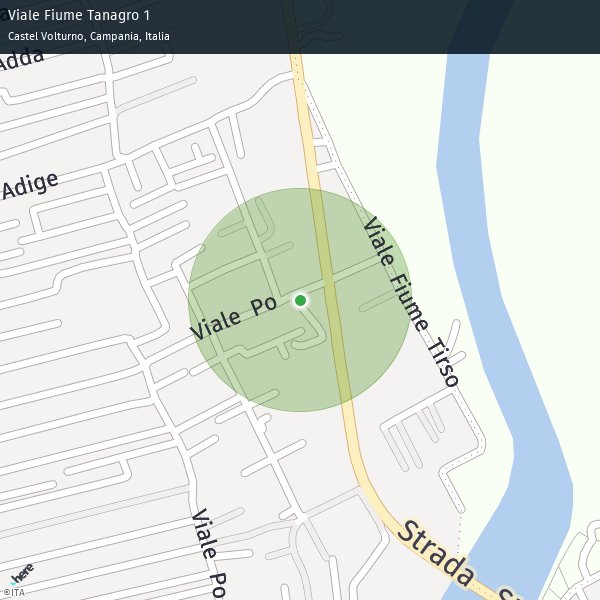 Viale Fiume Tanagro 1
Castel Volturno, Campania, Italia
Adda
Adige
Viale Fiume Tirso
Viale Po
Viale Po
Strada
here
©ITA